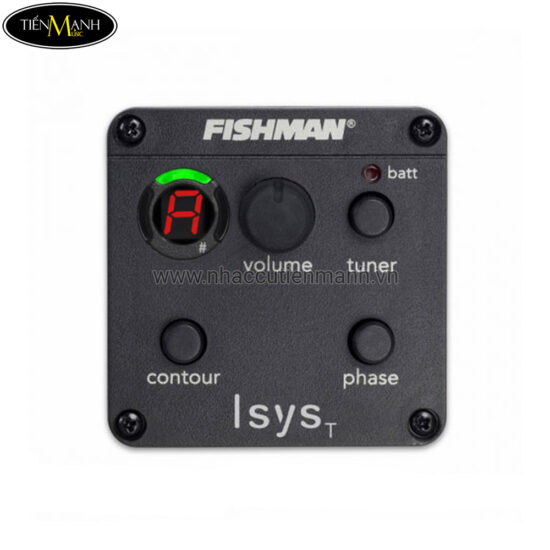 TIẾN MẠNH
MUSIC
FISHMAN®
batt
A
#
volume
tuner
www.nhaccutienmanh.vn
contour
phase
Isys T